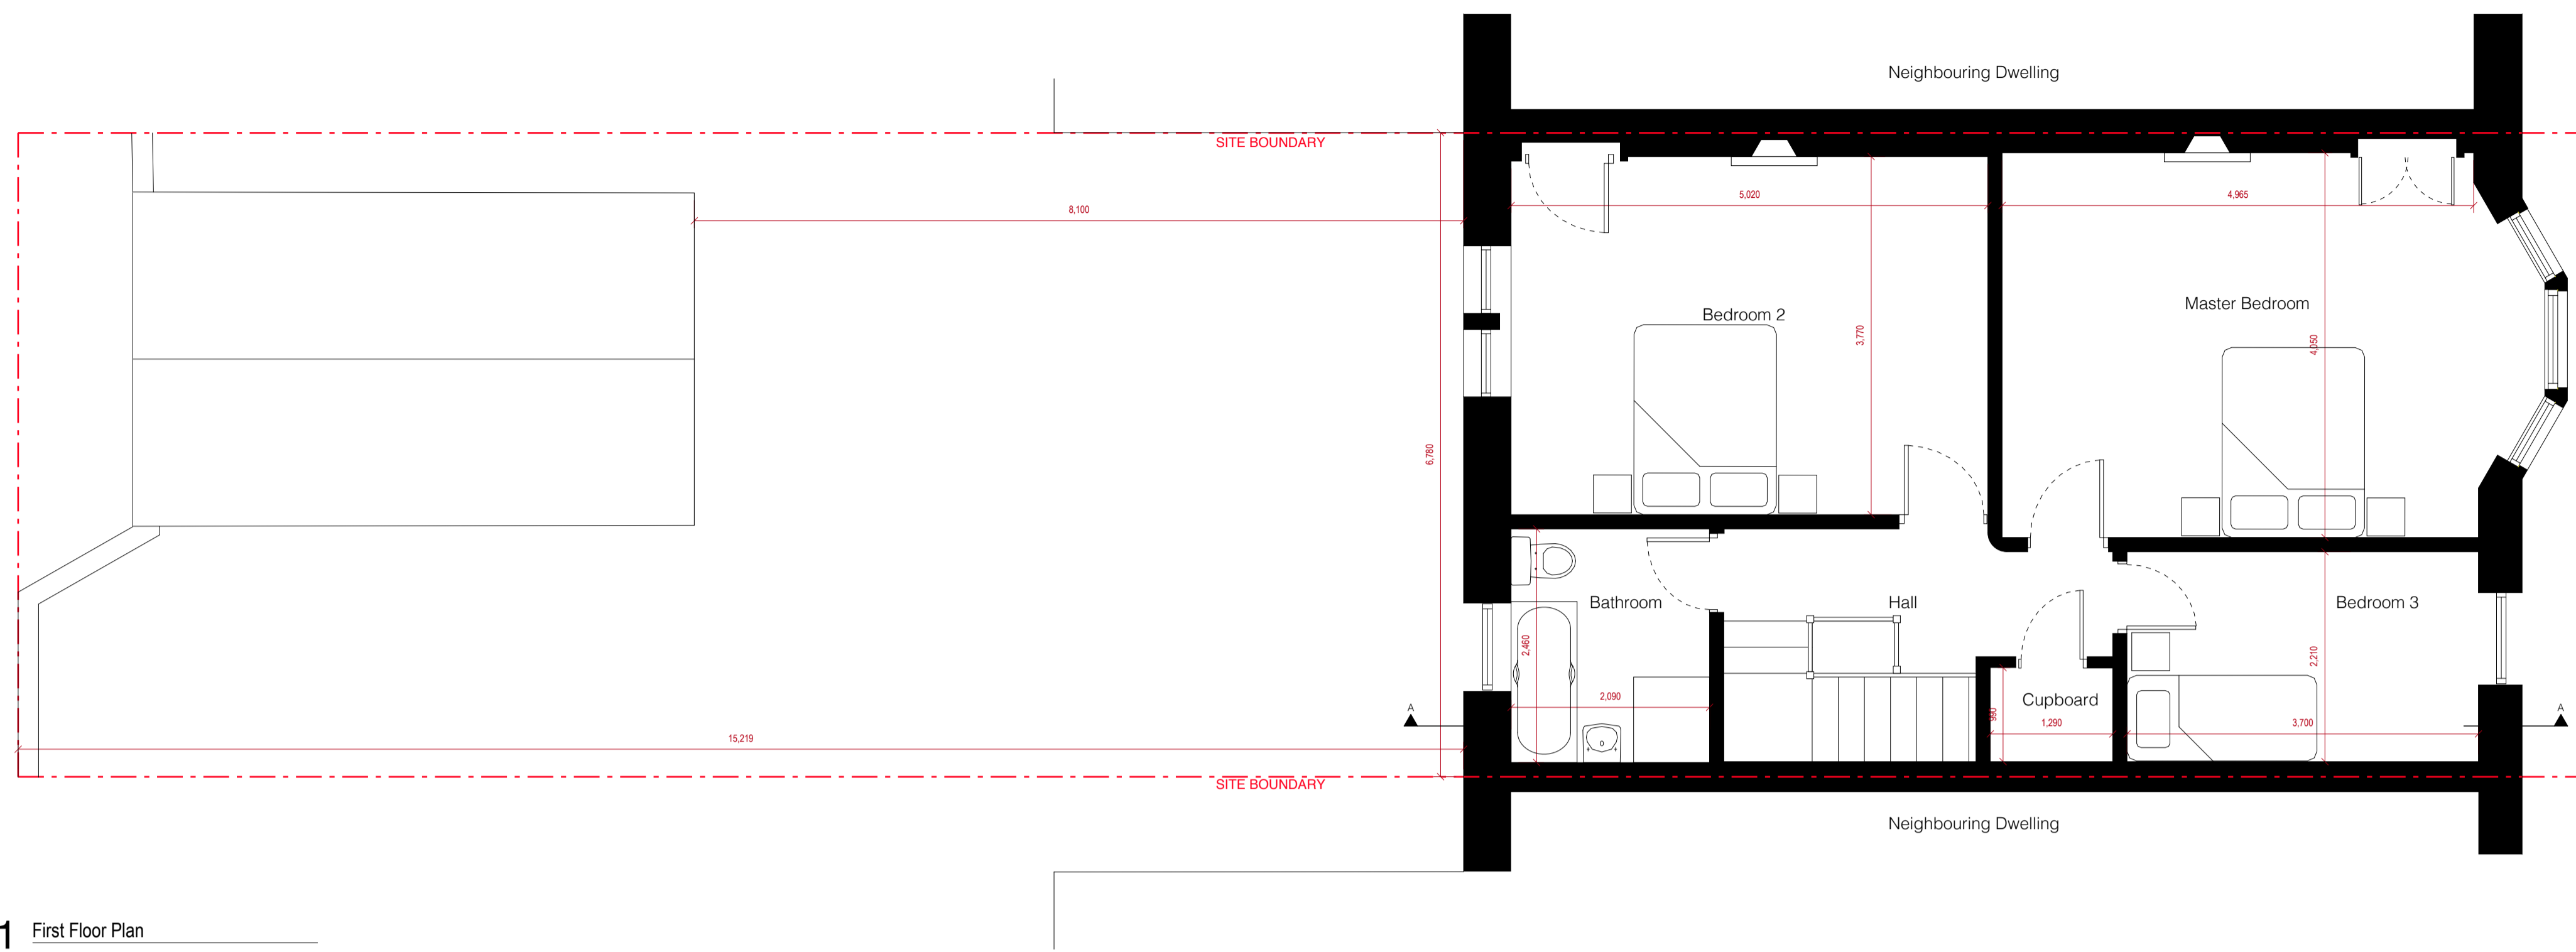 Neighbouring Dwelling
SITE BOUNDARY
8,100
5,020
4,965
Bedroom 2
Master Bedroom
3,770
4,050
6,780
Bathroom
Hall
Bedroom 3
2,460
2,210
2,090
Cupboard
990
1,290
3,700
A
A
15,219
SITE BOUNDARY
Neighbouring Dwelling
1 First Floor Plan